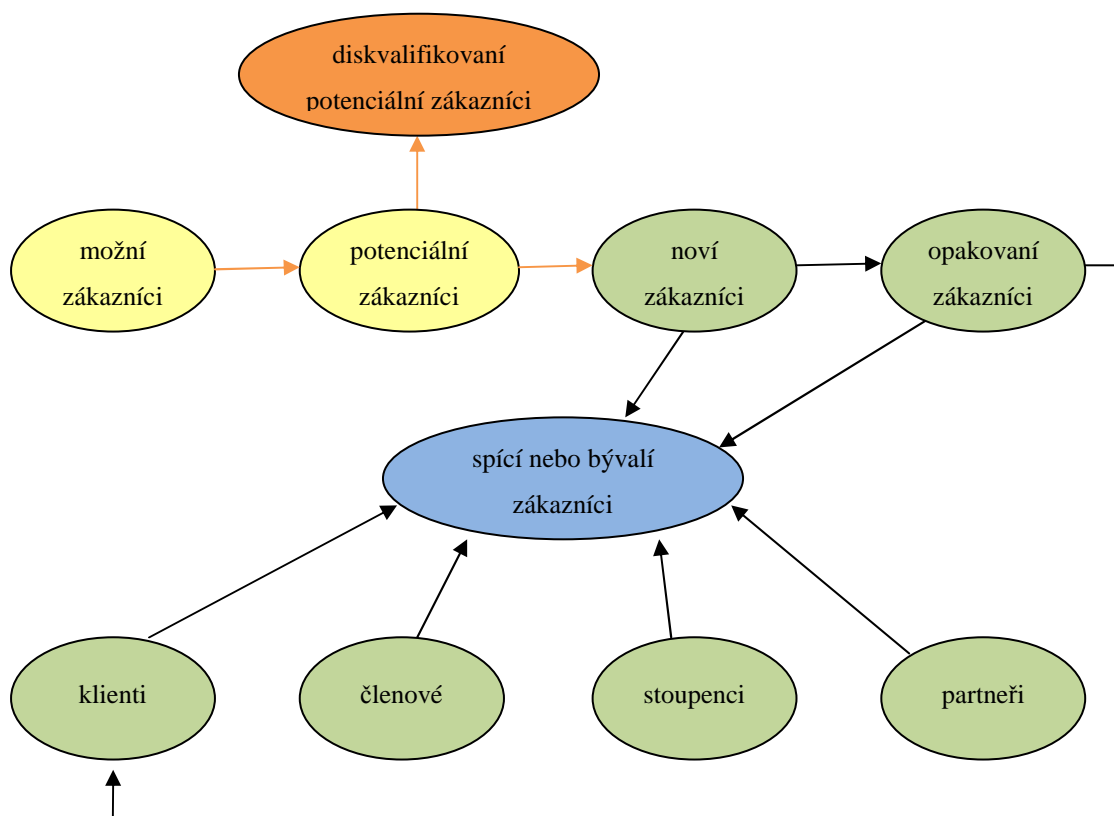 diskvalifikovaní
potenciální zákazníci
možní
zákazníci
potenciální
zákazníci
noví
zákazníci
opakovaní
zákazníci
spící nebo bývalí
zákazníci
klienti
členové
stoupenci
partneři